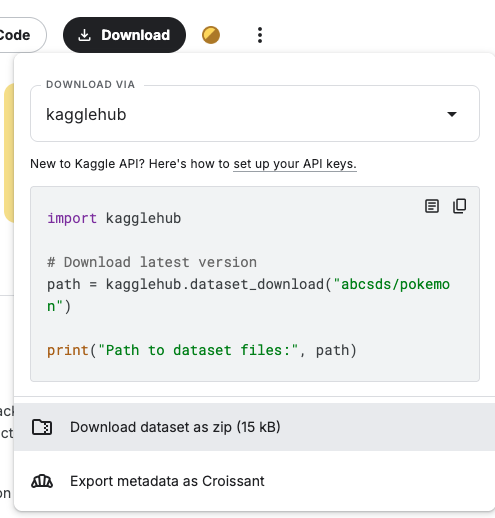 Code
Download
DOWNLOAD VIA
kagglehub
New to Kaggle API? Here's how to set up your API keys.
import kagglehub
# Download latest version
path = kagglehub.dataset_download("abcsds/pokemo
n")
print("Path to dataset files:", path)
Download dataset as zip (15 kB)
Export metadata as Croissant